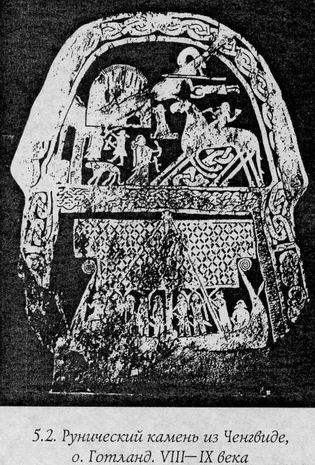 5.2. Рунический камень из Ченгвиде,
о. Готланд. VIII—IX века